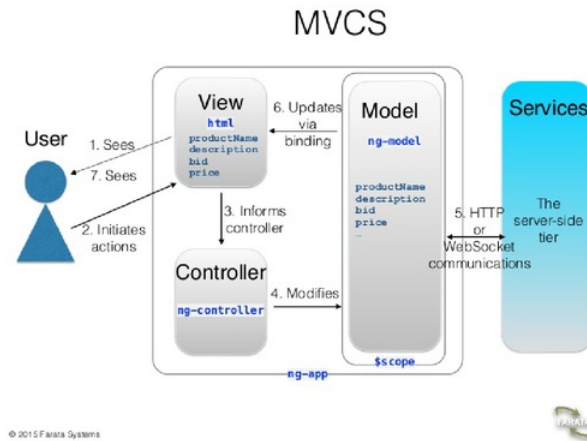 MVCS
User
1. Sees
7. Sees
2. Initiates
actions
View
html
productName
description
bid
price
3. Informs
controller
Controller
ng-controller
4. Modifies
6. Updates
via
binding
Model
ng-model
productName
description
bid
price
…
$scope
ng-app
5. HTTP
or
WebSocket
communications
Services
The
server-side
tier
© 2015 Farata Systems